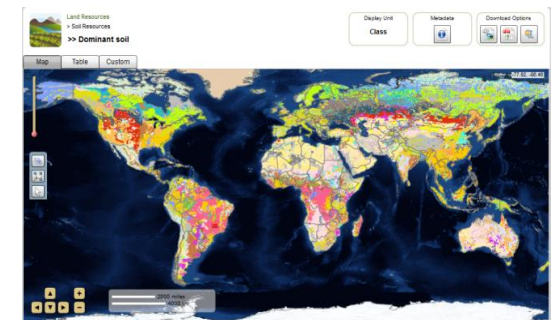 Land Resources
> Soil Resources
>> Dominant soil
Display Unit
Class
Metadata
Download Options
Map
Table
Custom
2000 miles